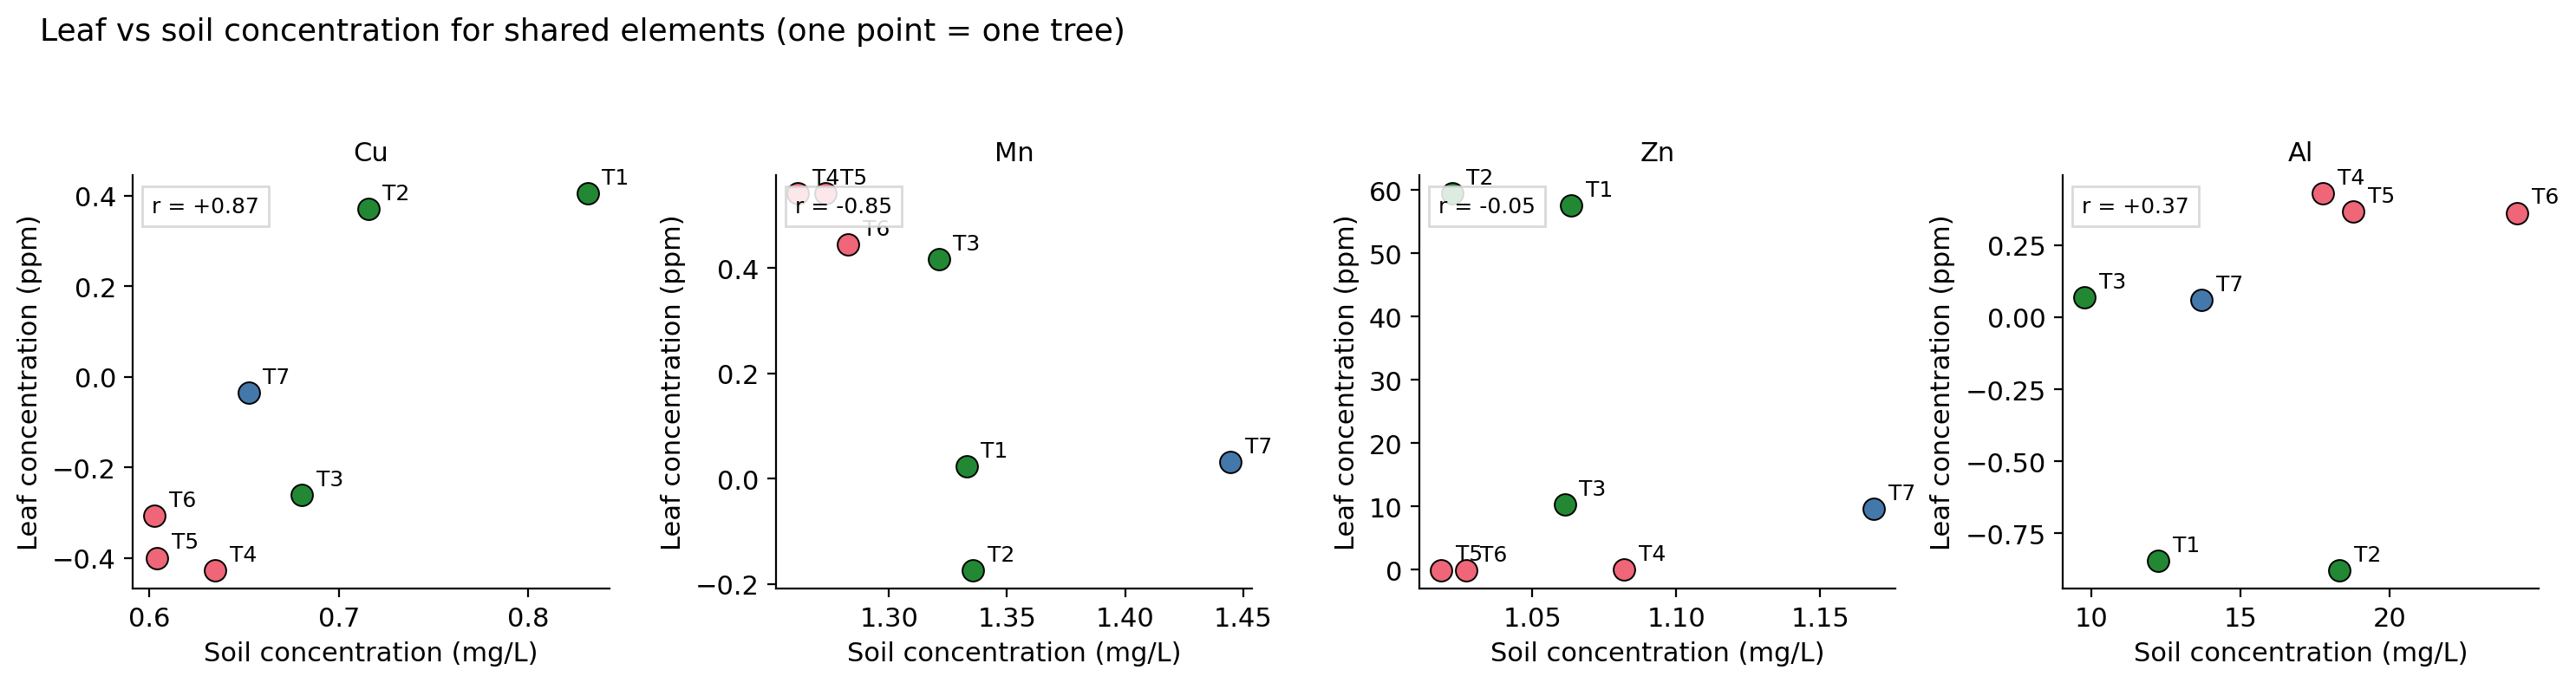 Leaf vs soil concentration for shared elements (one point = one tree)
Cu
r = +0.87
T1
T2
T7
T3
T6
T5
T4
0.4
0.2
0.0
−0.2
−0.4
0.6
0.7
0.8
Leaf concentration (ppm)
Soil concentration (mg/L)
Mn
r = -0.85
T4
T5
T6
T3
T1
T7
T2
0.4
0.2
0.0
−0.2
1.30
1.35
1.40
1.45
Leaf concentration (ppm)
Soil concentration (mg/L)
Zn
r = -0.05
T2
T1
T3
T7
T5
T6
T4
60
50
40
30
20
10
0
1.05
1.10
1.15
Leaf concentration (ppm)
Soil concentration (mg/L)
Al
r = +0.37
T4
T5
T6
T3
T7
T1
T2
0.25
0.00
−0.25
−0.50
−0.75
10
15
20
Leaf concentration (ppm)
Soil concentration (mg/L)